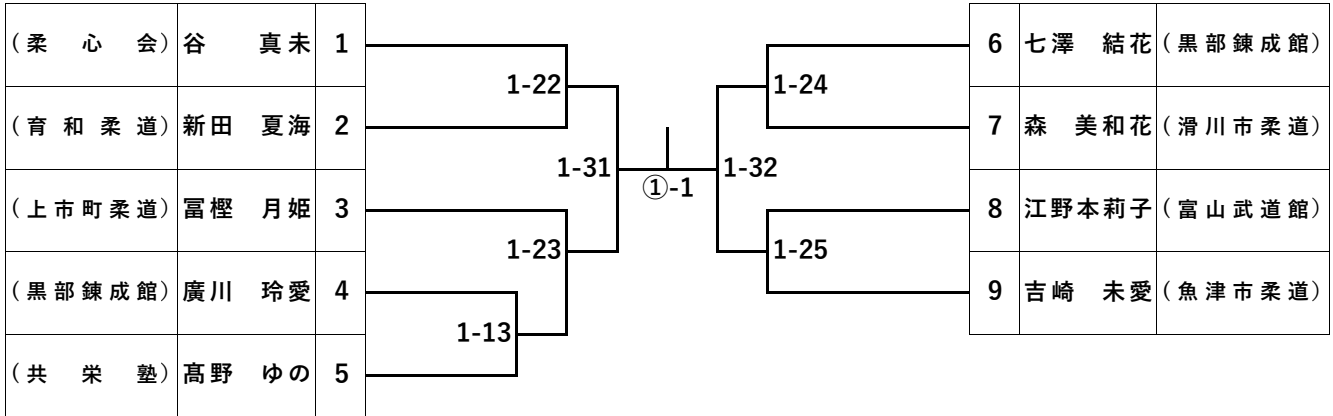 (柔心会) 谷 真未 1
(育和柔道) 新田 夏海 2
(上市町柔道) 冨樫 月姫 3
(黒部錬成館) 廣川 玲愛 4
(共栄塾) 髙野 ゆの 5
1-22
1-31
1-23
1-13
①-1
1-24
1-32
1-25
6 七澤 結花 (黒部錬成館)
7 森 美和花 (滑川市柔道)
8 江野本莉子 (富山武道館)
9 吉崎 未愛 (魚津市柔道)